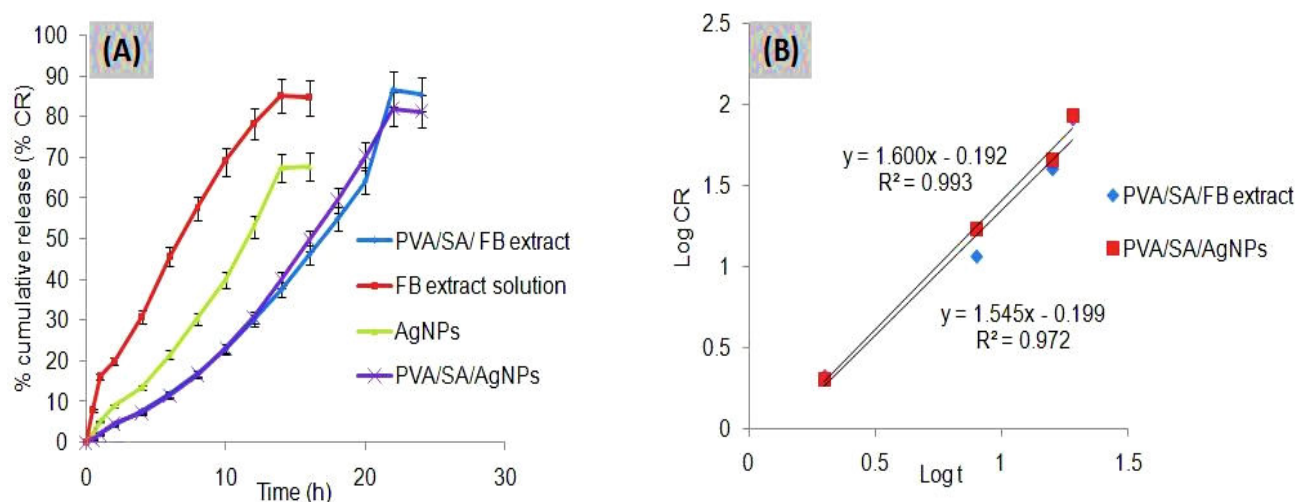 (A)
100
90
80
70
60
50
40
30
20
10
0
% cumulative release (% CR)
0 10 20 30
Time (h)
PVA/SA/ FB extract
FB extract solution
AgNPs
PVA/SA/AgNPs
(B)
2.5
2
1.5
1
0.5
0
Log CR
0 0.5 1 1.5
Log t
y = 1.600x - 0.192
R² = 0.993
y = 1.545x - 0.199
R² = 0.972
PVA/SA/FB extract
PVA/SA/AgNPs